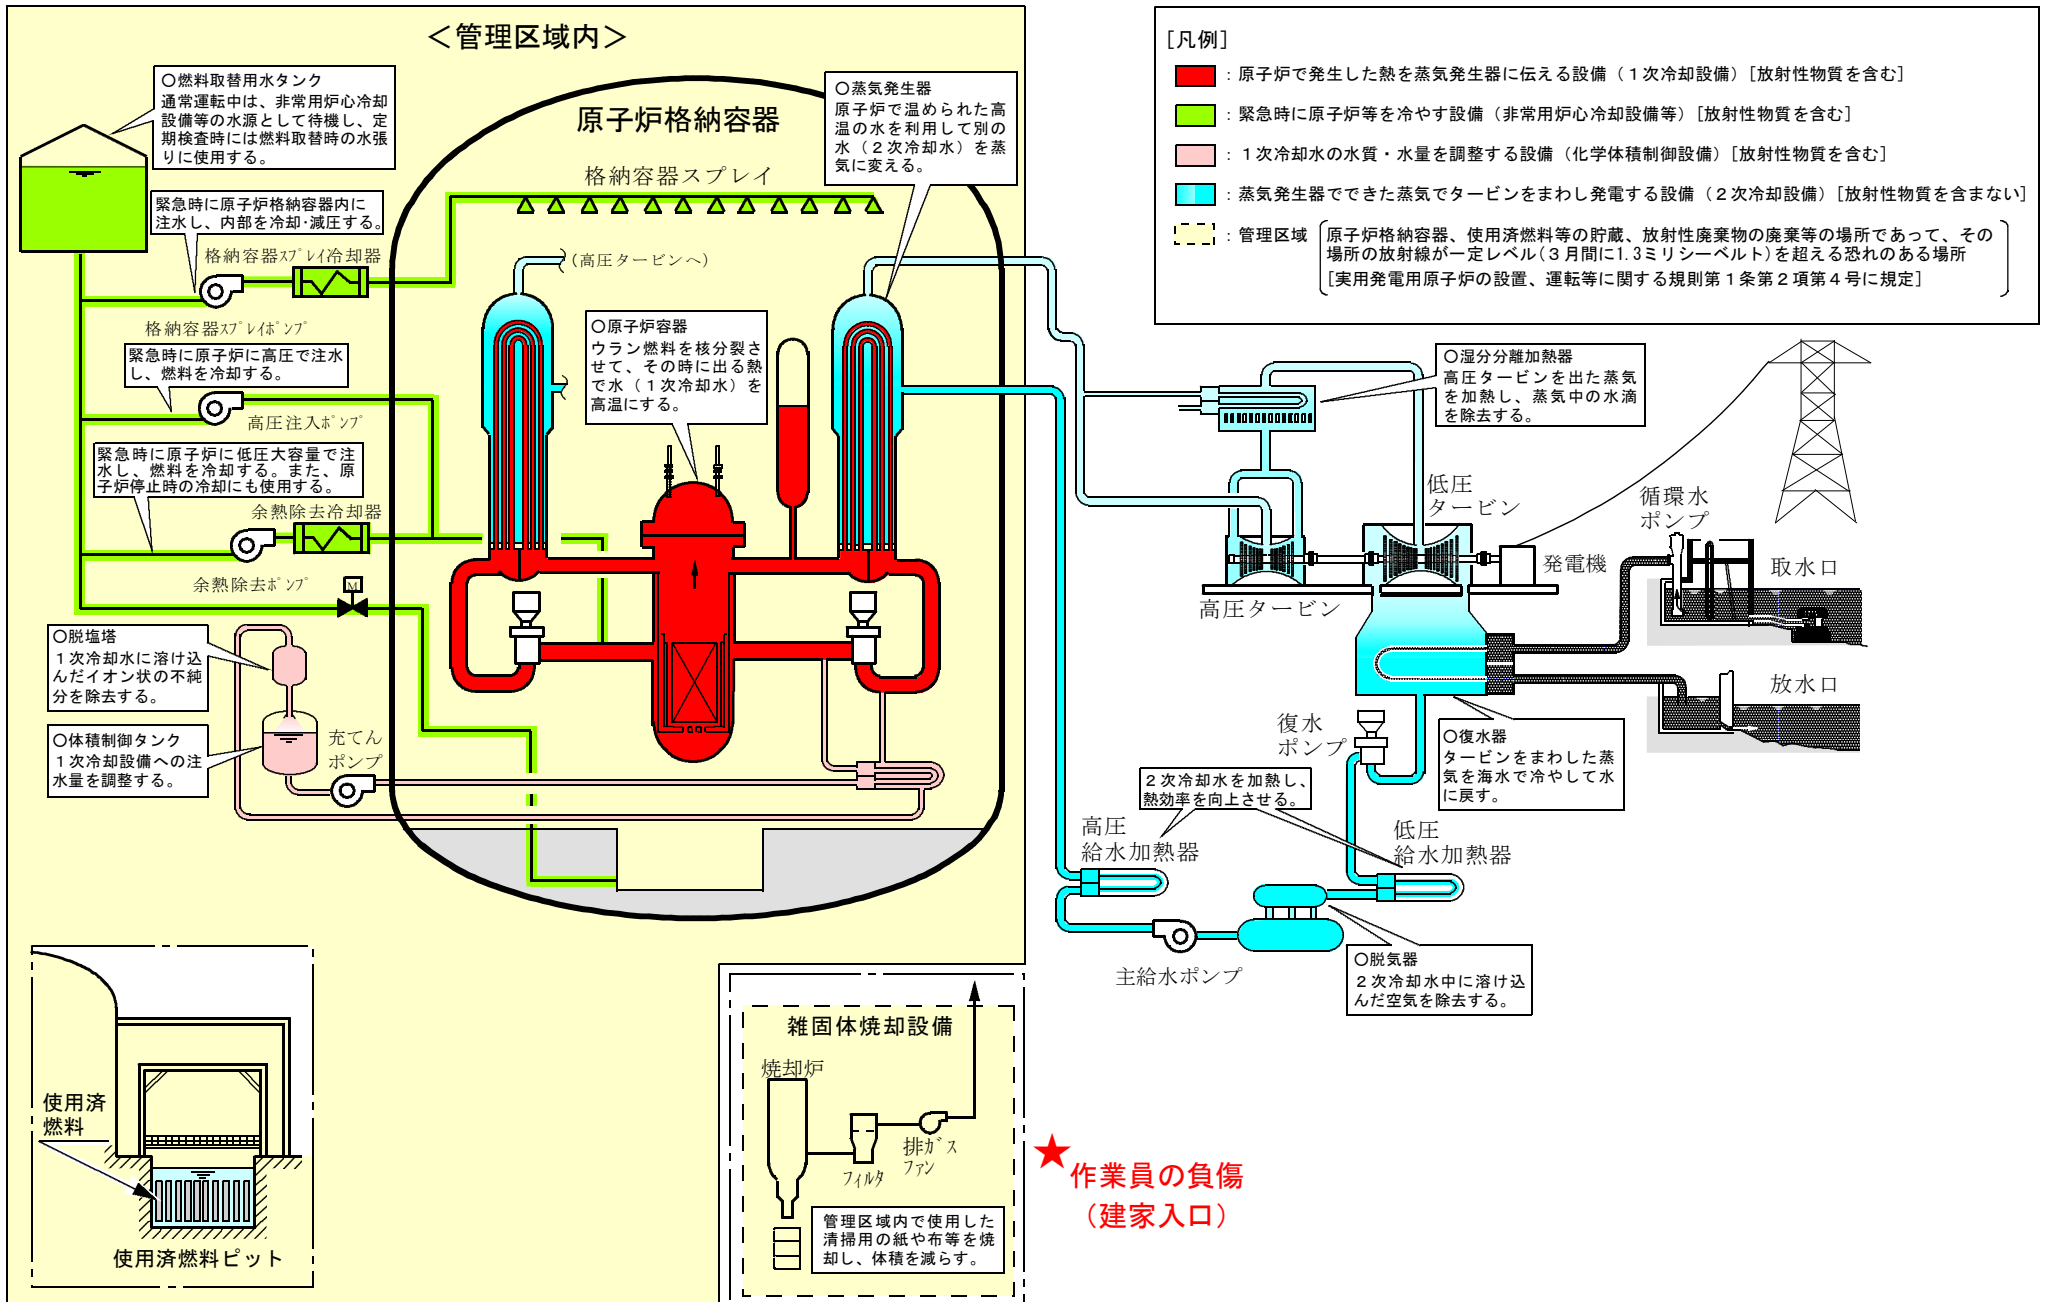 ＜管理区域内＞
○燃料取替用水タンク
通常運転中は、非常用炉心冷却
設備等の水源として待機し、定
期検査時には燃料取替時の水張
りに使用する。
原子炉格納容器
○蒸気発生器
原子炉で温められた高
温の水を利用して別の
水（２次冷却水）を蒸
気に変える。
格納容器スプレイ
緊急時に原子炉格納容器内に
注水し、内部を冷却･減圧する。
格納容器ｽﾌﾟﾚｲ冷却器
(高圧タービンへ)
格納容器ｽﾌﾟﾚｲﾎﾟﾝﾌﾟ
緊急時に原子炉に高圧で注水
し、燃料を冷却する。
高圧注入ﾎﾟﾝﾌﾟ
○原子炉容器
ウラン燃料を核分裂さ
せて、その時に出る熱
で水（１次冷却水）を
高温にする。
緊急時に原子炉に低圧大容量で注
水し、燃料を冷却する。また、原
子炉停止時の冷却にも使用する。
余熱除去冷却器
余熱除去ﾎﾟﾝﾌﾟ
M
○脱塩塔
１次冷却水に溶け込
んだイオン状の不純
分を除去する。
○体積制御タンク
１次冷却設備への注
水量を調整する。
充てん
ポンプ
[凡例]
：原子炉で発生した熱を蒸気発生器に伝える設備（１次冷却設備）[放射性物質を含む]
：緊急時に原子炉等を冷やす設備（非常用炉心冷却設備等）[放射性物質を含む]
：１次冷却水の水質・水量を調整する設備（化学体積制御設備）[放射性物質を含む]
：蒸気発生器でできた蒸気でタービンをまわし発電する設備（２次冷却設備）[放射性物質を含まない]
：管理区域
原子炉格納容器、使用済燃料等の貯蔵、放射性廃棄物の廃棄等の場所であって、その
場所の放射線が一定レベル(３月間に1.3ミリシーベルト)を超える恐れのある場所
[実用発電用原子炉の設置、運転等に関する規則第１条第２項第４号に規定]
○湿分分離加熱器
高圧タービンを出た蒸気
を加熱し、蒸気中の水滴
を除去する。
低圧
タービン
循環水
ポンプ
発電機
取水口
高圧タービン
放水口
復水
ポンプ
○復水器
タービンをまわした蒸
気を海水で冷やして水
に戻す。
２次冷却水を加熱し、
熱効率を向上させる。
高圧
給水加熱器
低圧
給水加熱器
主給水ポンプ
○脱気器
２次冷却水中に溶け込
んだ空気を除去する。
使用済
燃料
使用済燃料ピット
雑固体焼却設備
焼却炉
ﾌｨﾙﾀ
排ｶﾞｽ
ﾌｧﾝ
管理区域内で使用した
清掃用の紙や布等を焼
却し、体積を減らす。
★
作業員の負傷
（建家入口）